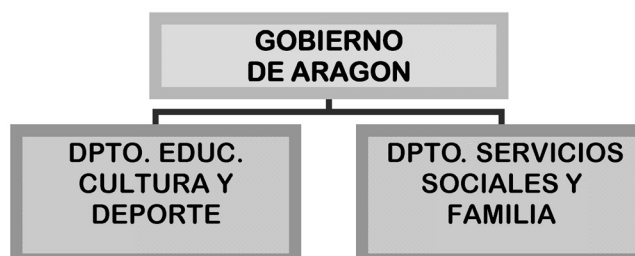 GOBIERNO
DE ARAGON
DPTO. EDUC.
CULTURA Y
DEPORTE
DPTO. SERVICIOS
SOCIALES Y
FAMILIA